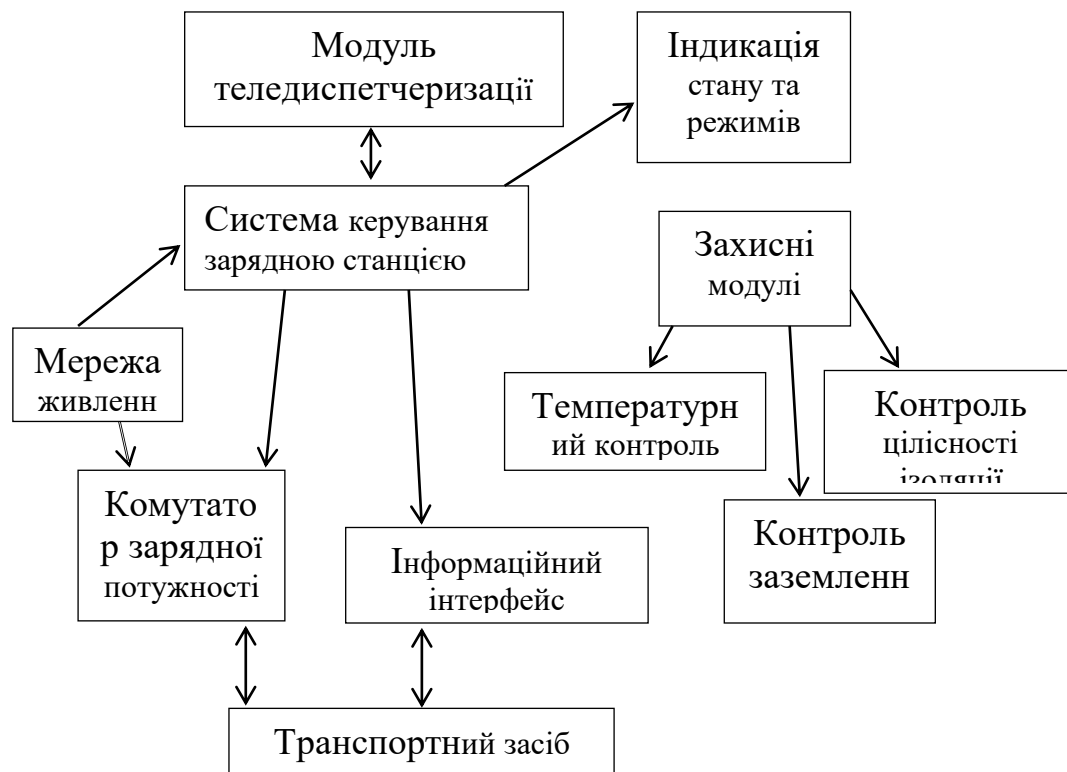 Модуль
теледиспетчеризації
Індикація
стану та
режимів
Система керування
зарядною станцією
Захисні
модулі
Мережа
живленн
Температурн
ий контроль
Контроль
цілісності
ізоляції
Комутато
р зарядної
потужності
Інформаційний
інтерфейс
Контроль
заземленн
Транспортний засіб